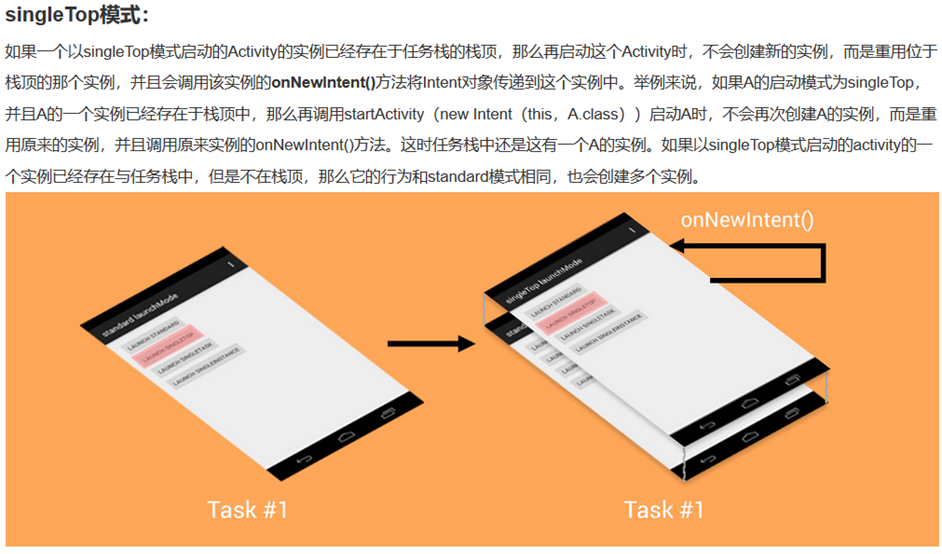 singleTop模式：
如果一个以singleTop模式启动的Activity的实例已经存在于任务栈的栈顶，那么再启动这个Activity时，不会创建新的实例，而是重用位于
栈顶的那个实例，并且会调用该实例的onNewIntent()方法将Intent对象传递到这个实例中。举例来说，如果A的启动模式为singleTop，
并且A的一个实例已经存在于栈顶中，那么再调用startActivity（new Intent（this，A.class））启动A时，不会再次创建A的实例，而是重
用原来的实例，并且调用原来实例的onNewIntent()方法。这时任务栈中还是这有一个A的实例。如果以singleTop模式启动的activity的一
个实例已经存在与任务栈中，但是不在栈顶，那么它的行为和standard模式相同，也会创建多个实例。
standard launchMode
LAUNCH STANDARD
LAUNCH SINGLETOP
LAUNCH SINGLETASK
LAUNCH SINGLEINSTANCE
Task #1
onNewIntent()
singleTop launchMode
LAUNCH STANDARD
LAUNCH SINGLETOP
LAUNCH SINGLETASK
LAUNCH SINGLEINSTANCE
Task #1